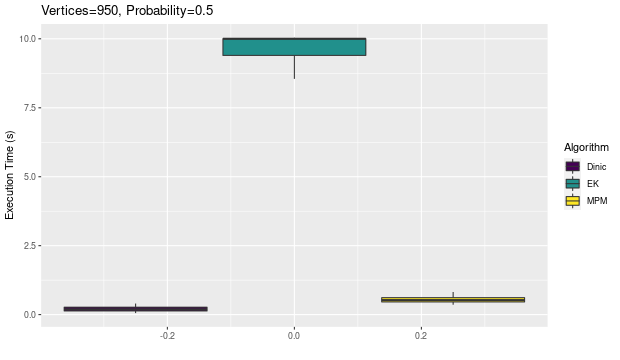 Vertices=950, Probability=0.5
Execution Time (s)
10.0
7.5
5.0
2.5
0.0
-0.2
0.0
0.2
Algorithm
Dinic
EK
MPM